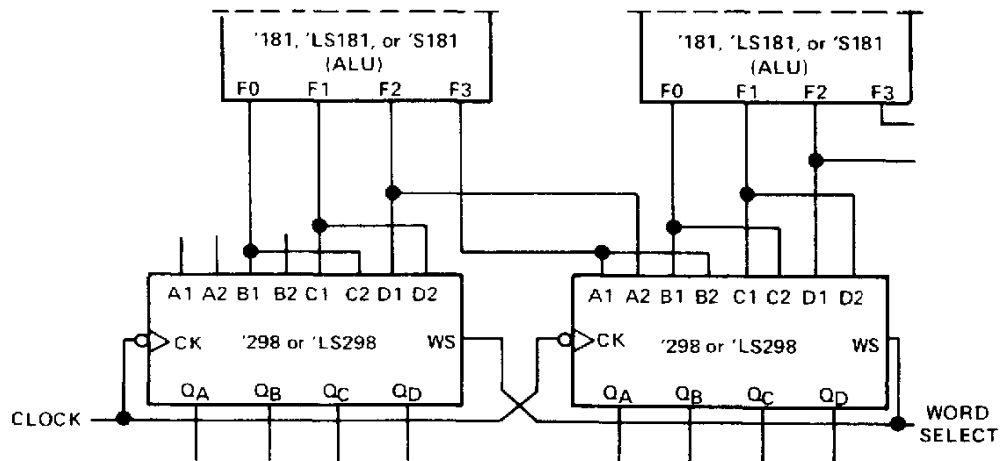 '181, 'LS181, or 'S181
(ALU)
F0 F1 F2 F3
'181, 'LS181, or 'S181
(ALU)
F0 F1 F2 F3
A1 A2 B1 B2 C1 C2 D1 D2
CK '298 or 'LS298 WS
QA QB QC QD
A1 A2 B1 B2 C1 C2 D1 D2
CK '298 or 'LS298 WS
QA QB QC QD
CLOCK
WORD
SELECT